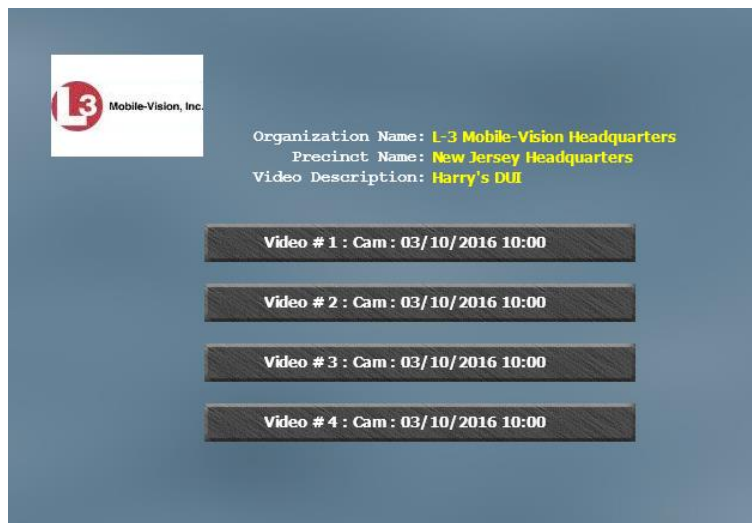 L3 Mobile-Vision, Inc.
Organization Name: L-3 Mobile-Vision Headquarters
Precinct Name: New Jersey Headquarters
Video Description: Harry's DUI
Video # 1 : Cam : 03/10/2016 10:00
Video # 2 : Cam : 03/10/2016 10:00
Video # 3 : Cam : 03/10/2016 10:00
Video # 4 : Cam : 03/10/2016 10:00